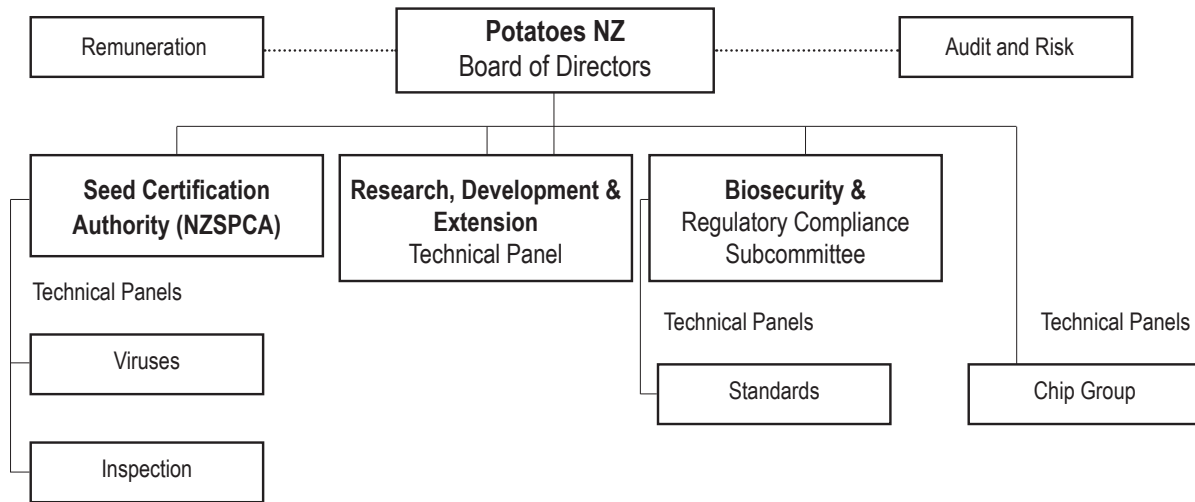 Remuneration
Potatoes NZ
Board of Directors
Audit and Risk
Seed Certification
Authority (NZSPCA)
Research, Development &
Extension
Technical Panel
Biosecurity &
Regulatory Compliance
Subcommittee
Technical Panels
Technical Panels
Technical Panels
Viruses
Standards
Chip Group
Inspection